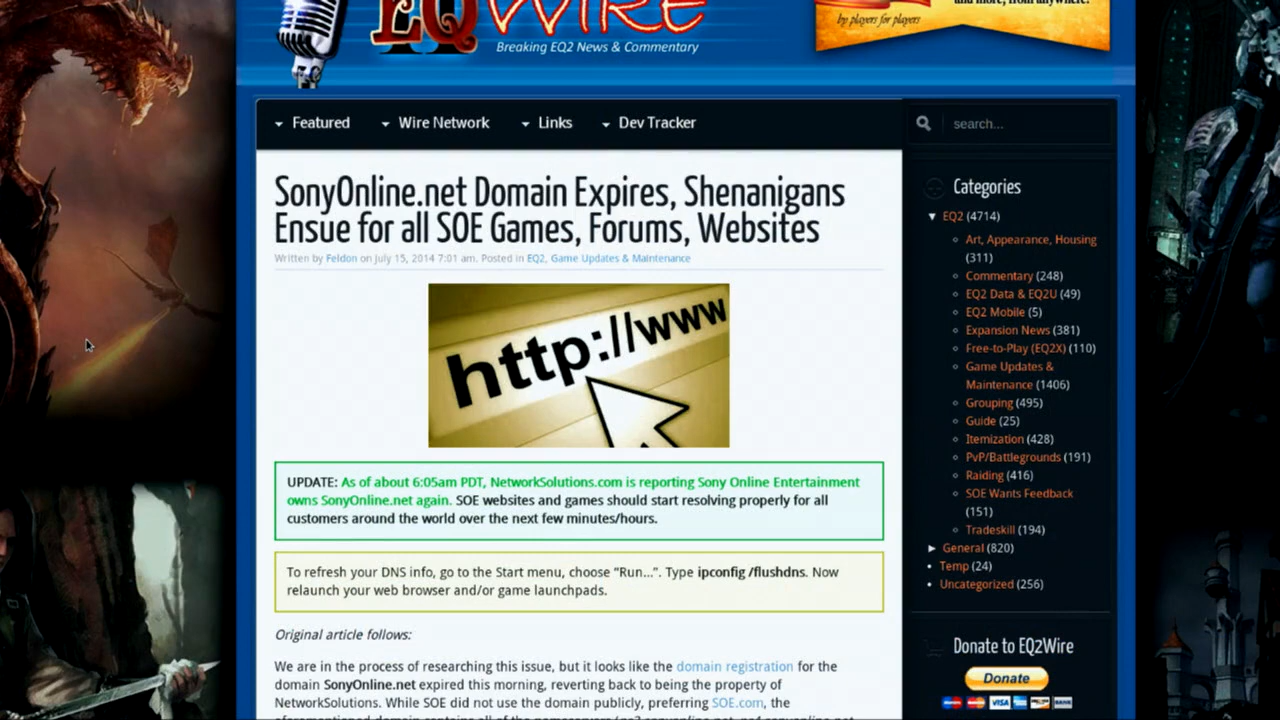 EQ2WIRE
Breaking EQ2 News & Commentary
and more, from anywhere.
by players for players
Featured Wire Network Links Dev Tracker
search...
SonyOnline.net Domain Expires, Shenanigans
Ensue for all SOE Games, Forums, Websites
Written by Feldon on July 15, 2014 7:01 am. Posted in EQ2, Game Updates & Maintenance
http://www
UPDATE: As of about 6:05am PDT, NetworkSolutions.com is reporting Sony Online Entertainment
owns SonyOnline.net again. SOE websites and games should start resolving properly for all
customers around the world over the next few minutes/hours.
To refresh your DNS info, go to the Start menu, choose “Run...”. Type ipconfig /flushdns. Now
relaunch your web browser and/or game launchpads.
Original article follows:
We are in the process of researching this issue, but it looks like the domain registration for the
domain SonyOnline.net expired this morning, reverting back to being the property of
NetworkSolutions. While SOE did not use the domain publicly, preferring SOE.com, the
Categories
EQ2 (4714)
Art, Appearance, Housing
(311)
Commentary (248)
EQ2 Data & EQ2U (49)
EQ2 Mobile (5)
Expansion News (381)
Free-to-Play (EQ2X) (110)
Game Updates &
Maintenance (1406)
Grouping (495)
Guide (25)
Itemization (428)
PvP/Battlegrounds (191)
Raiding (416)
SOE Wants Feedback
(151)
Tradeskill (194)
General (820)
Temp (24)
Uncategorized (256)
Donate to EQ2Wire
Donate
VISA
BANK